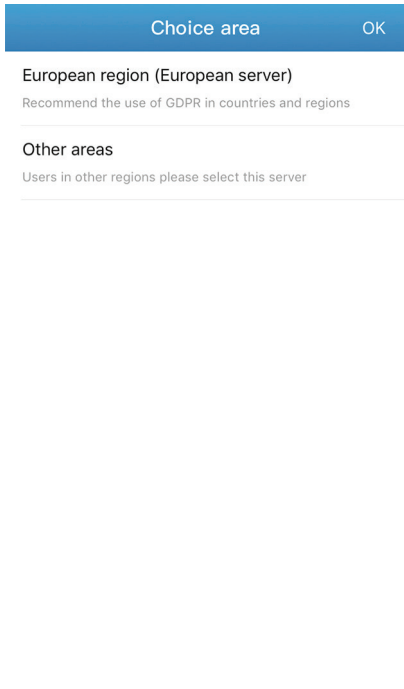 Choice area OK
European region (European server)
Recommend the use of GDPR in countries and regions
Other areas
Users in other regions please select this server